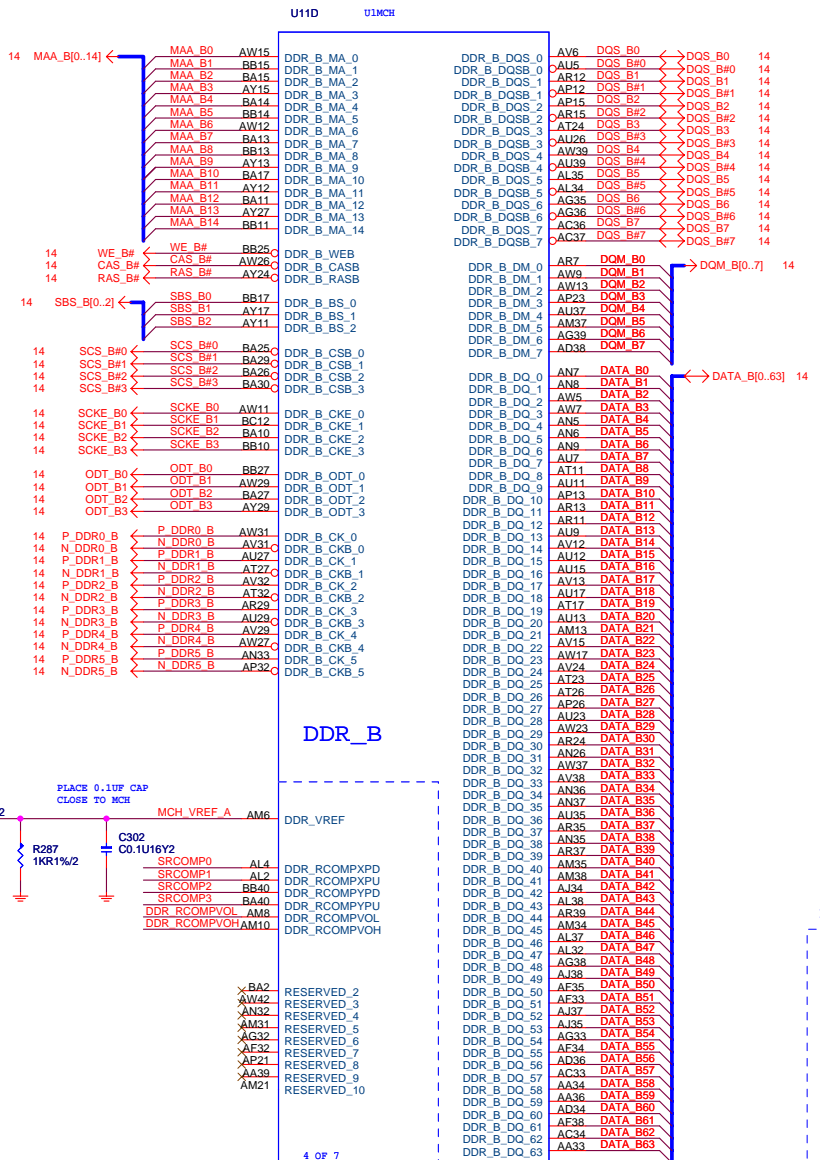 U11D U1MCH
14 MAA_B[0..14]
MAA_B0 AW15 DDR_B_MA_0
MAA_B1 BB15 DDR_B_MA_1
MAA_B2 BA15 DDR_B_MA_2
MAA_B3 AY15 DDR_B_MA_3
MAA_B4 BA14 DDR_B_MA_4
MAA_B5 BB14 DDR_B_MA_5
MAA_B6 AW12 DDR_B_MA_6
MAA_B7 BA13 DDR_B_MA_7
MAA_B8 BB13 DDR_B_MA_8
MAA_B9 AY13 DDR_B_MA_9
MAA_B10 BA17 DDR_B_MA_10
MAA_B11 AY12 DDR_B_MA_11
MAA_B12 BA11 DDR_B_MA_12
MAA_B13 AY27 DDR_B_MA_13
MAA_B14 BB11 DDR_B_MA_14
14 WE_B# WE_B# BB25 DDR_B_WEB
14 CAS_B# CAS_B# AW26 DDR_B_CASB
14 RAS_B# RAS_B# AY24 DDR_B_RASB
14 SBS_B[0..2]
SBS_B0 BB17 DDR_B_BS_0
SBS_B1 AY17 DDR_B_BS_1
SBS_B2 AY11 DDR_B_BS_2
14 SCS_B#0 SCS_B#0 BA25 DDR_B_CSB_0
14 SCS_B#1 SCS_B#1 BA29 DDR_B_CSB_1
14 SCS_B#2 SCS_B#2 BA26 DDR_B_CSB_2
14 SCS_B#3 SCS_B#3 BA30 DDR_B_CSB_3
14 SCKE_B0 SCKE_B0 AW11 DDR_B_CKE_0
14 SCKE_B1 SCKE_B1 BC12 DDR_B_CKE_1
14 SCKE_B2 SCKE_B2 BA10 DDR_B_CKE_2
14 SCKE_B3 SCKE_B3 BB10 DDR_B_CKE_3
14 ODT_B0 ODT_B0 BB27 DDR_B_ODT_0
14 ODT_B1 ODT_B1 AW29 DDR_B_ODT_1
14 ODT_B2 ODT_B2 BA27 DDR_B_ODT_2
14 ODT_B3 ODT_B3 AY29 DDR_B_ODT_3
14 P_DDR0_B P_DDR0_B AW31 DDR_B_CK_0
14 N_DDR0_B N_DDR0_B AV31 DDR_B_CKB_0
14 P_DDR1_B P_DDR1_B AU27 DDR_B_CK_1
14 N_DDR1_B N_DDR1_B AT27 DDR_B_CKB_1
14 P_DDR2_B P_DDR2_B AV32 DDR_B_CK_2
14 N_DDR2_B N_DDR2_B AT32 DDR_B_CKB_2
14 P_DDR3_B P_DDR3_B AR29 DDR_B_CK_3
14 N_DDR3_B N_DDR3_B AU29 DDR_B_CKB_3
14 P_DDR4_B P_DDR4_B AV29 DDR_B_CK_4
14 N_DDR4_B N_DDR4_B AW27 DDR_B_CKB_4
14 P_DDR5_B P_DDR5_B AN33 DDR_B_CK_5
14 N_DDR5_B N_DDR5_B AP32 DDR_B_CKB_5
DDR_B
PLACE 0.1UF CAP
CLOSE TO MCH
2
MCH_VREF_A AM6 DDR_VREF
R287
1KR1%/2
C302
C0.1U16Y2
SRCOMP0 AL4 DDR_RCOMPXPD
SRCOMP1 AL2 DDR_RCOMPXPU
SRCOMP2 BB40 DDR_RCOMPYPD
SRCOMP3 BA40 DDR_RCOMPYPU
DDR_RCOMPVOL AM8 DDR_RCOMPVOL
DDR_RCOMPVOH AM10 DDR_RCOMPVOH
BA2 RESERVED_2
AW42 RESERVED_3
AN32 RESERVED_4
AM31 RESERVED_5
AG32 RESERVED_6
AF32 RESERVED_7
AP21 RESERVED_8
AA39 RESERVED_9
AM21 RESERVED_10
4 OF 7
DDR_B_DQS_0 AV6 DQS_B0 DQS_B0 14
DDR_B_DQSB_0 AU5 DQS_B#0 DQS_B#0 14
DDR_B_DQS_1 AR12 DQS_B1 DQS_B1 14
DDR_B_DQSB_1 AP12 DQS_B#1 DQS_B#1 14
DDR_B_DQS_2 AP15 DQS_B2 DQS_B2 14
DDR_B_DQSB_2 AR15 DQS_B#2 DQS_B#2 14
DDR_B_DQS_3 AT24 DQS_B3 DQS_B3 14
DDR_B_DQSB_3 AU26 DQS_B#3 DQS_B#3 14
DDR_B_DQS_4 AW39 DQS_B4 DQS_B4 14
DDR_B_DQSB_4 AU39 DQS_B#4 DQS_B#4 14
DDR_B_DQS_5 AL35 DQS_B5 DQS_B5 14
DDR_B_DQSB_5 AL34 DQS_B#5 DQS_B#5 14
DDR_B_DQS_6 AG35 DQS_B6 DQS_B6 14
DDR_B_DQSB_6 AG36 DQS_B#6 DQS_B#6 14
DDR_B_DQS_7 AC36 DQS_B7 DQS_B7 14
DDR_B_DQSB_7 AC37 DQS_B#7 DQS_B#7 14
DDR_B_DM_0 AR7 DQM_B0 DQM_B[0..7] 14
DDR_B_DM_1 AW9 DQM_B1
DDR_B_DM_2 AW13 DQM_B2
DDR_B_DM_3 AP23 DQM_B3
DDR_B_DM_4 AU37 DQM_B4
DDR_B_DM_5 AM37 DQM_B5
DDR_B_DM_6 AG39 DQM_B6
DDR_B_DM_7 AD38 DQM_B7
DDR_B_DQ_0 AN7 DATA_B0 DATA_B[0..63] 14
DDR_B_DQ_1 AN8 DATA_B1
DDR_B_DQ_2 AW5 DATA_B2
DDR_B_DQ_3 AW7 DATA_B3
DDR_B_DQ_4 AN5 DATA_B4
DDR_B_DQ_5 AN6 DATA_B5
DDR_B_DQ_6 AN9 DATA_B6
DDR_B_DQ_7 AU7 DATA_B7
DDR_B_DQ_8 AT11 DATA_B8
DDR_B_DQ_9 AU11 DATA_B9
DDR_B_DQ_10 AP13 DATA_B10
DDR_B_DQ_11 AR13 DATA_B11
DDR_B_DQ_12 AR11 DATA_B12
DDR_B_DQ_13 AU9 DATA_B13
DDR_B_DQ_14 AV12 DATA_B14
DDR_B_DQ_15 AU12 DATA_B15
DDR_B_DQ_16 AU15 DATA_B16
DDR_B_DQ_17 AV13 DATA_B17
DDR_B_DQ_18 AU17 DATA_B18
DDR_B_DQ_19 AT17 DATA_B19
DDR_B_DQ_20 AU13 DATA_B20
DDR_B_DQ_21 AM13 DATA_B21
DDR_B_DQ_22 AV15 DATA_B22
DDR_B_DQ_23 AW17 DATA_B23
DDR_B_DQ_24 AV24 DATA_B24
DDR_B_DQ_25 AT23 DATA_B25
DDR_B_DQ_26 AT26 DATA_B26
DDR_B_DQ_27 AP26 DATA_B27
DDR_B_DQ_28 AU23 DATA_B28
DDR_B_DQ_29 AW23 DATA_B29
DDR_B_DQ_30 AR24 DATA_B30
DDR_B_DQ_31 AN26 DATA_B31
DDR_B_DQ_32 AW37 DATA_B32
DDR_B_DQ_33 AV38 DATA_B33
DDR_B_DQ_34 AN36 DATA_B34
DDR_B_DQ_35 AN37 DATA_B35
DDR_B_DQ_36 AU35 DATA_B36
DDR_B_DQ_37 AR35 DATA_B37
DDR_B_DQ_38 AN35 DATA_B38
DDR_B_DQ_39 AR37 DATA_B39
DDR_B_DQ_40 AM35 DATA_B40
DDR_B_DQ_41 AM38 DATA_B41
DDR_B_DQ_42 AJ34 DATA_B42
DDR_B_DQ_43 AL38 DATA_B43
DDR_B_DQ_44 AR39 DATA_B44
DDR_B_DQ_45 AM34 DATA_B45
DDR_B_DQ_46 AL37 DATA_B46
DDR_B_DQ_47 AL32 DATA_B47
DDR_B_DQ_48 AG38 DATA_B48
DDR_B_DQ_49 AJ38 DATA_B49
DDR_B_DQ_50 AF35 DATA_B50
DDR_B_DQ_51 AF33 DATA_B51
DDR_B_DQ_52 AJ37 DATA_B52
DDR_B_DQ_53 AJ35 DATA_B53
DDR_B_DQ_54 AG33 DATA_B54
DDR_B_DQ_55 AF34 DATA_B55
DDR_B_DQ_56 AD36 DATA_B56
DDR_B_DQ_57 AC33 DATA_B57
DDR_B_DQ_58 AA34 DATA_B58
DDR_B_DQ_59 AA36 DATA_B59
DDR_B_DQ_60 AD34 DATA_B60
DDR_B_DQ_61 AF38 DATA_B61
DDR_B_DQ_62 AC34 DATA_B62
DDR_B_DQ_63 AA33 DATA_B63